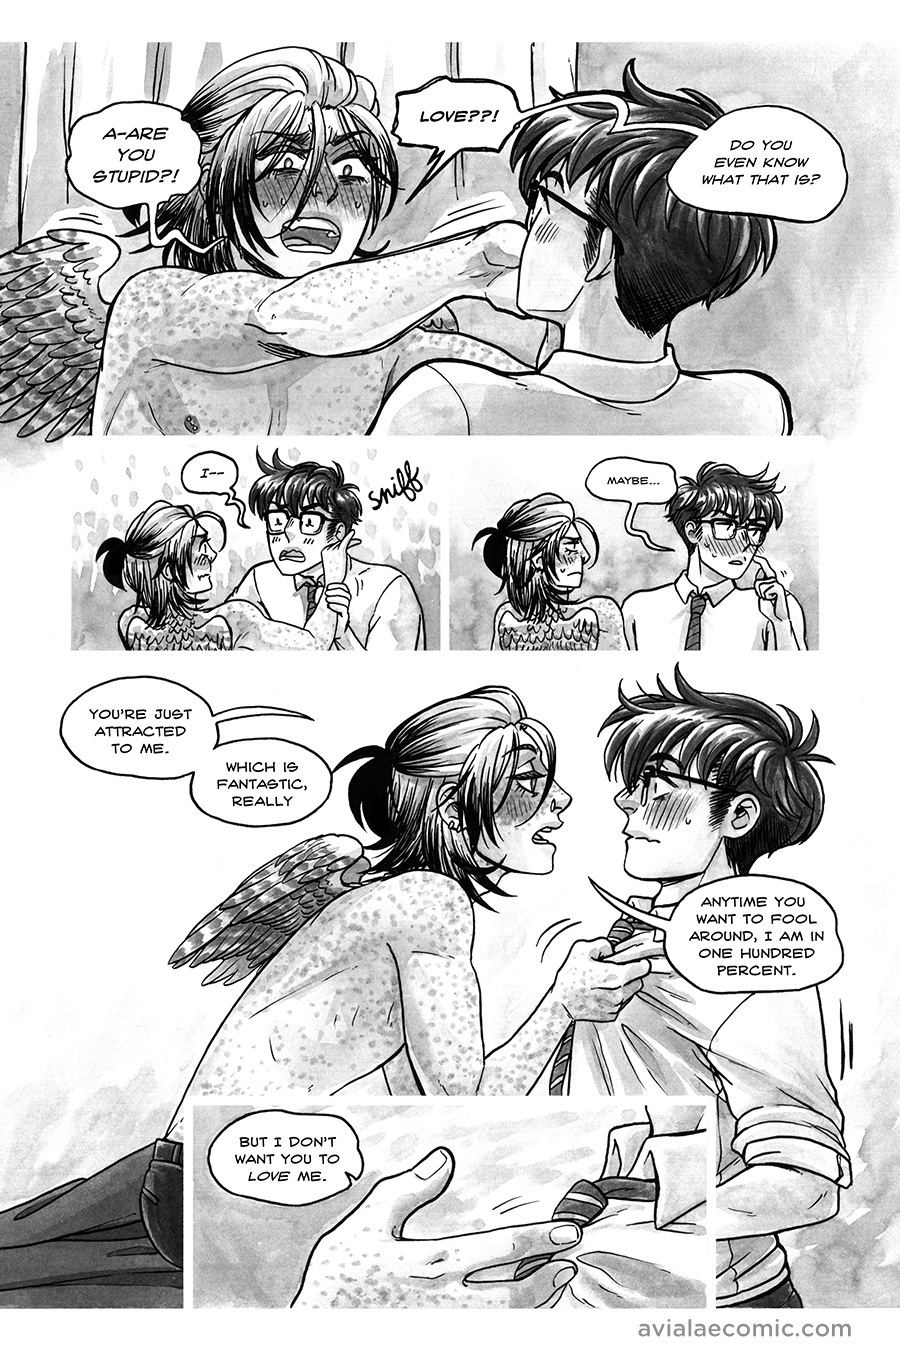 A-ARE
YOU
STUPID?!
LOVE??!
DO YOU
EVEN KNOW
WHAT THAT IS?
I--
sniff
MAYBE...
YOU'RE JUST
ATTRACTED
TO ME.
WHICH IS
FANTASTIC,
REALLY
ANYTIME YOU
WANT TO FOOL
AROUND, I AM IN
ONE HUNDRED
PERCENT.
BUT I DON'T
WANT YOU TO
LOVE ME.
avialaecomic.com